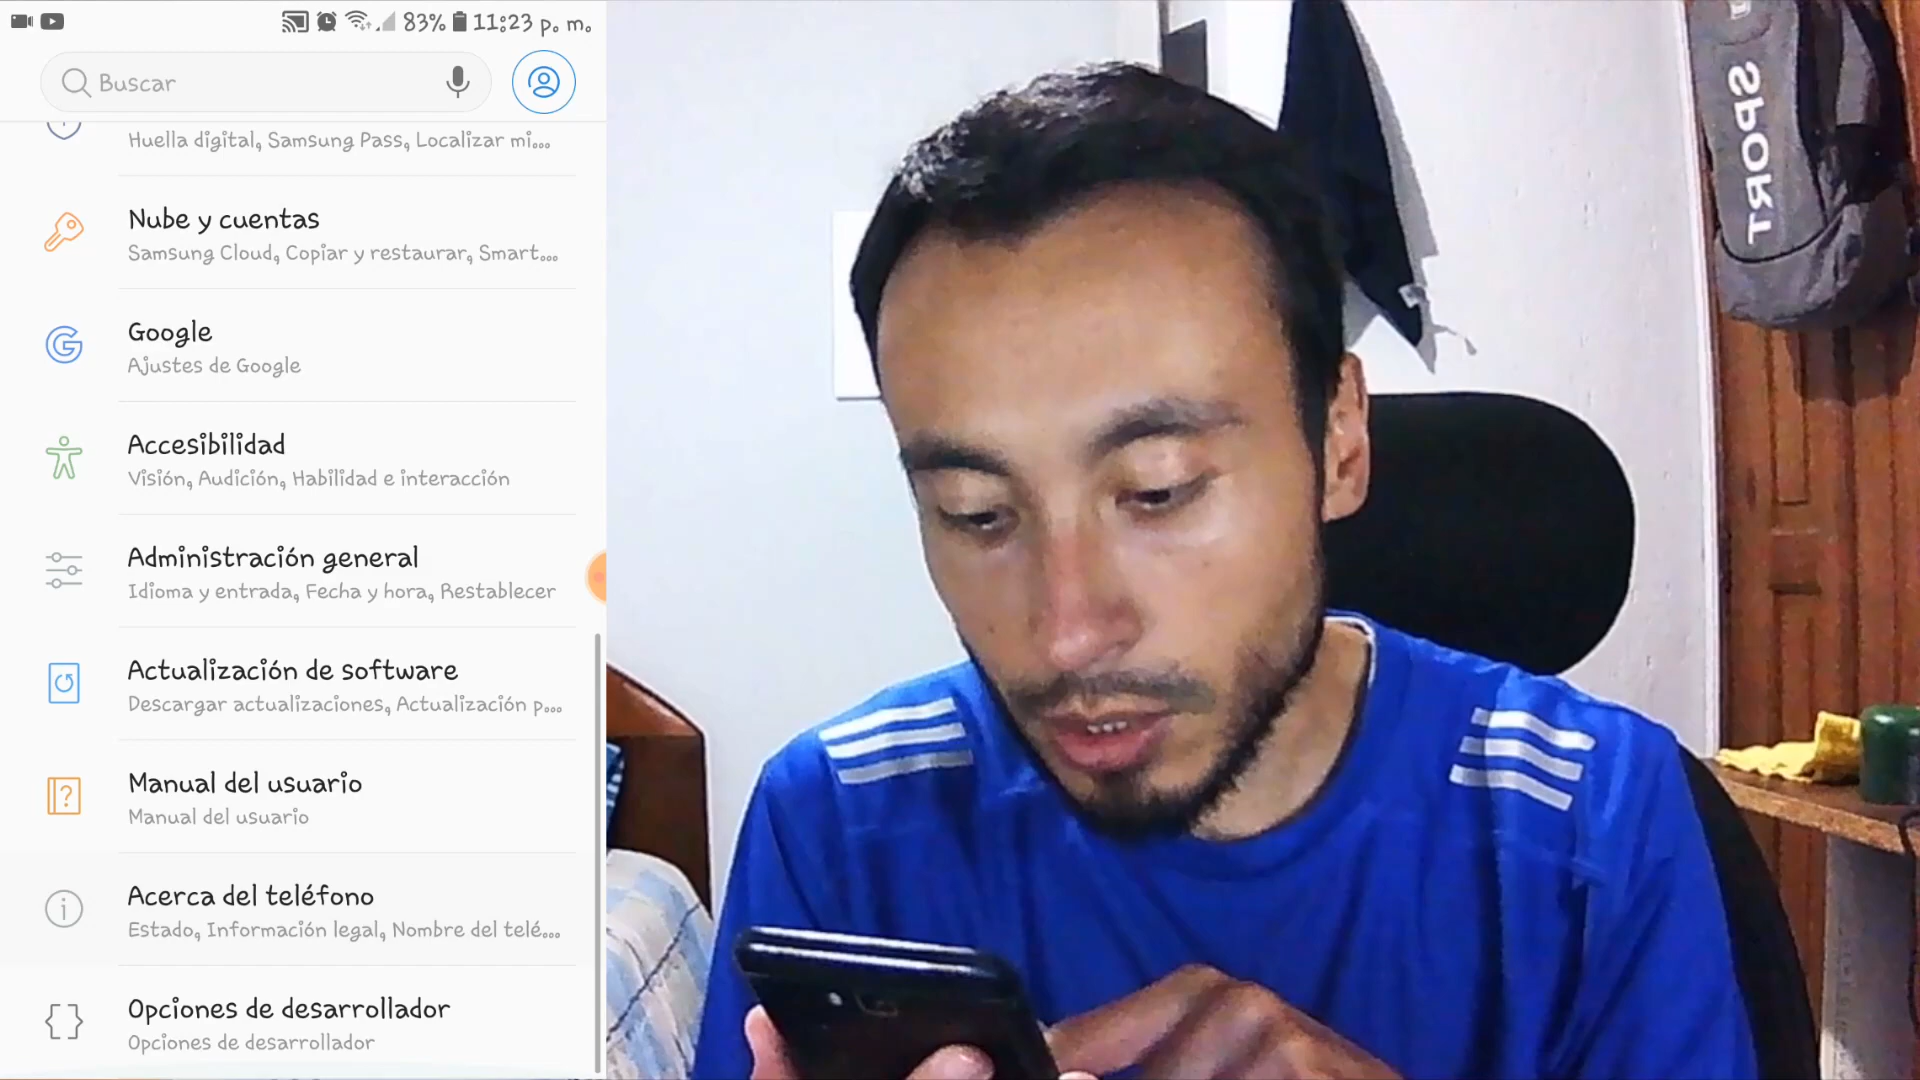 83% 11:23 p. m.
Buscar
Huella digital, Samsung Pass, Localizar mi...
Nube y cuentas
Samsung Cloud, Copiar y restaurar, Smart...
Google
Ajustes de Google
Accesibilidad
Visión, Audición, Habilidad e interacción
Administración general
Idioma y entrada, Fecha y hora, Restablecer
Actualización de software
Descargar actualizaciones, Actualización p...
Manual del usuario
Manual del usuario
Acerca del teléfono
Estado, Información legal, Nombre del telé...
Opciones de desarrollador
Opciones de desarrollador
SPORT